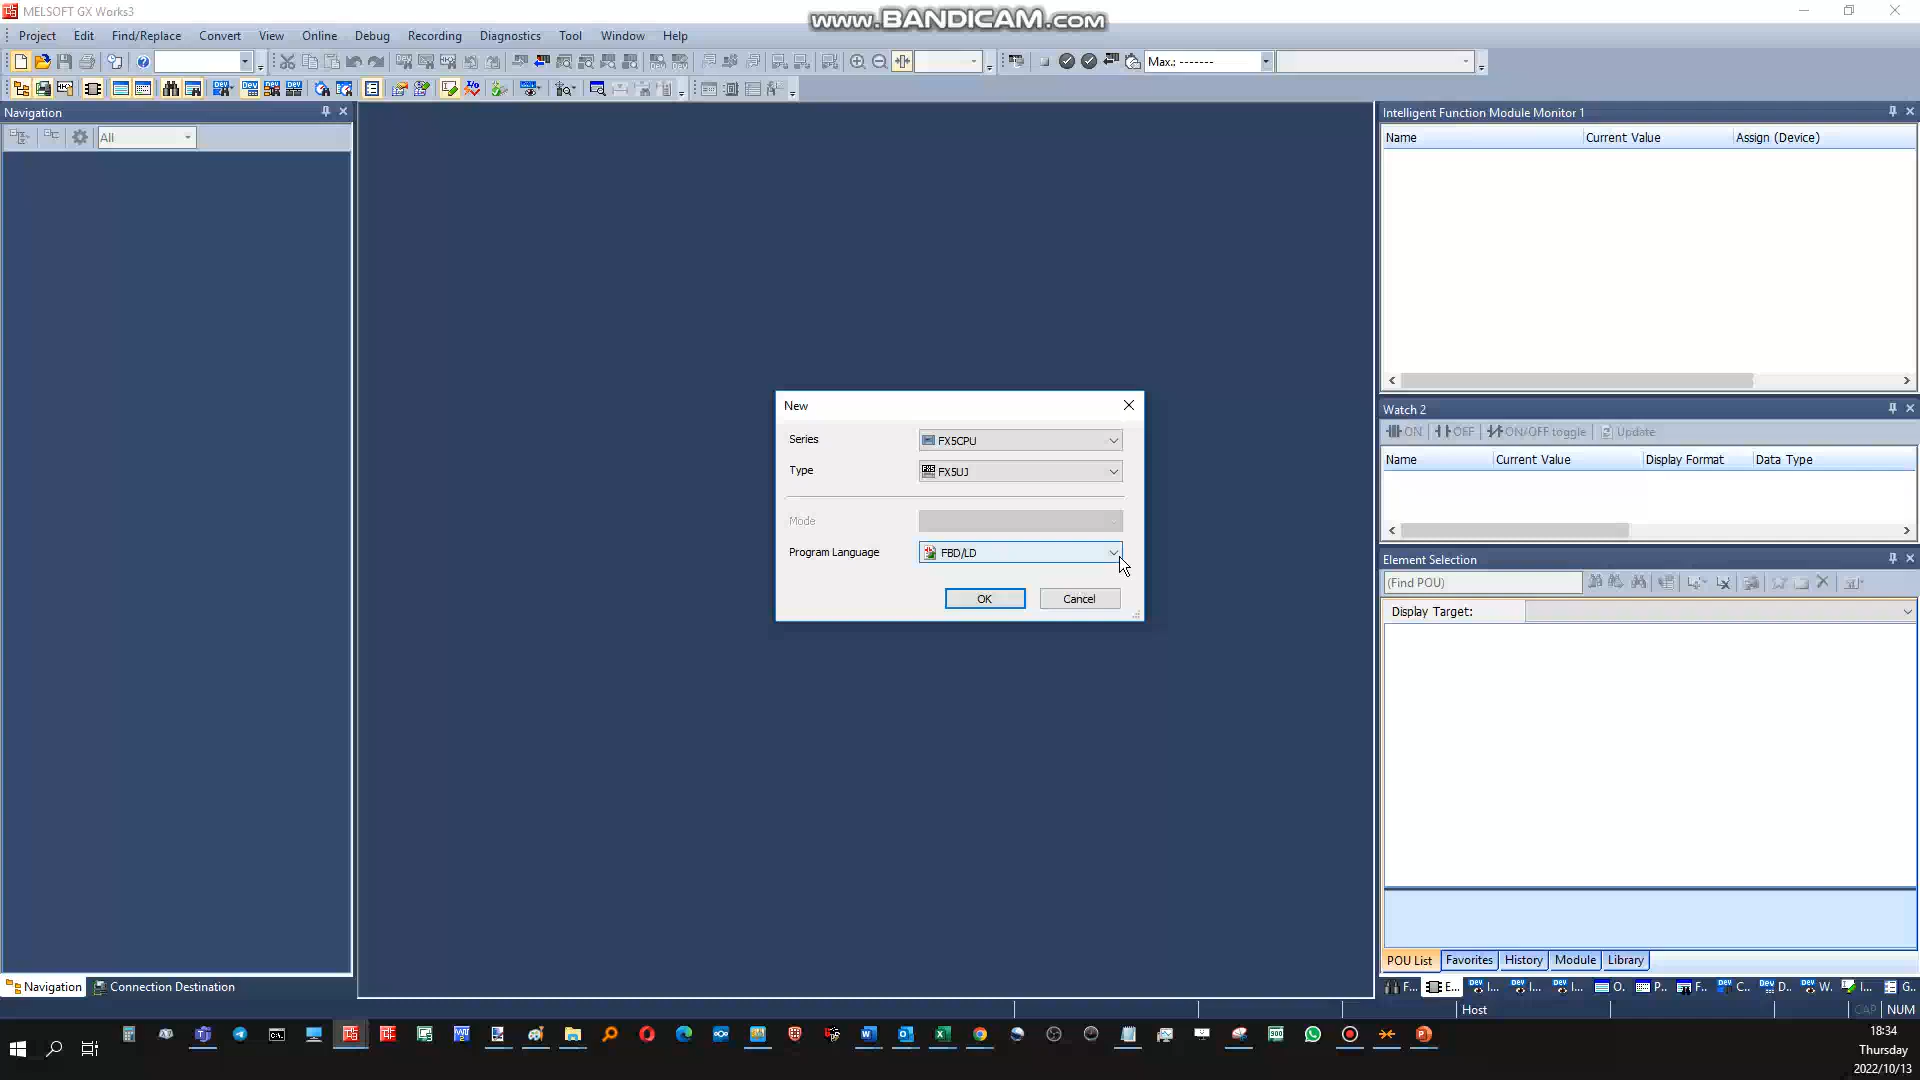 MELSOFT GX Works3
www.BANDICAM.com
Project Edit Find/Replace Convert View Online Debug Recording Diagnostics Tool Window Help
Max.: -------
Navigation
All
Intelligent Function Module Monitor 1
Name Current Value Assign (Device)
New
Series FX5CPU
Type FX5UJ
Mode
Program Language FBD/LD
OK Cancel
Watch 2
ON OFF ON/OFF toggle Update
Name Current Value Display Format Data Type
Element Selection
(Find POU)
Display Target:
POU List Favorites History Module Library
Navigation Connection Destination
F... E... I... I... I... O. P.. F.. C.. D.. W. I... G..
Host
CAP NUM
18:34
Thursday
2022/10/13